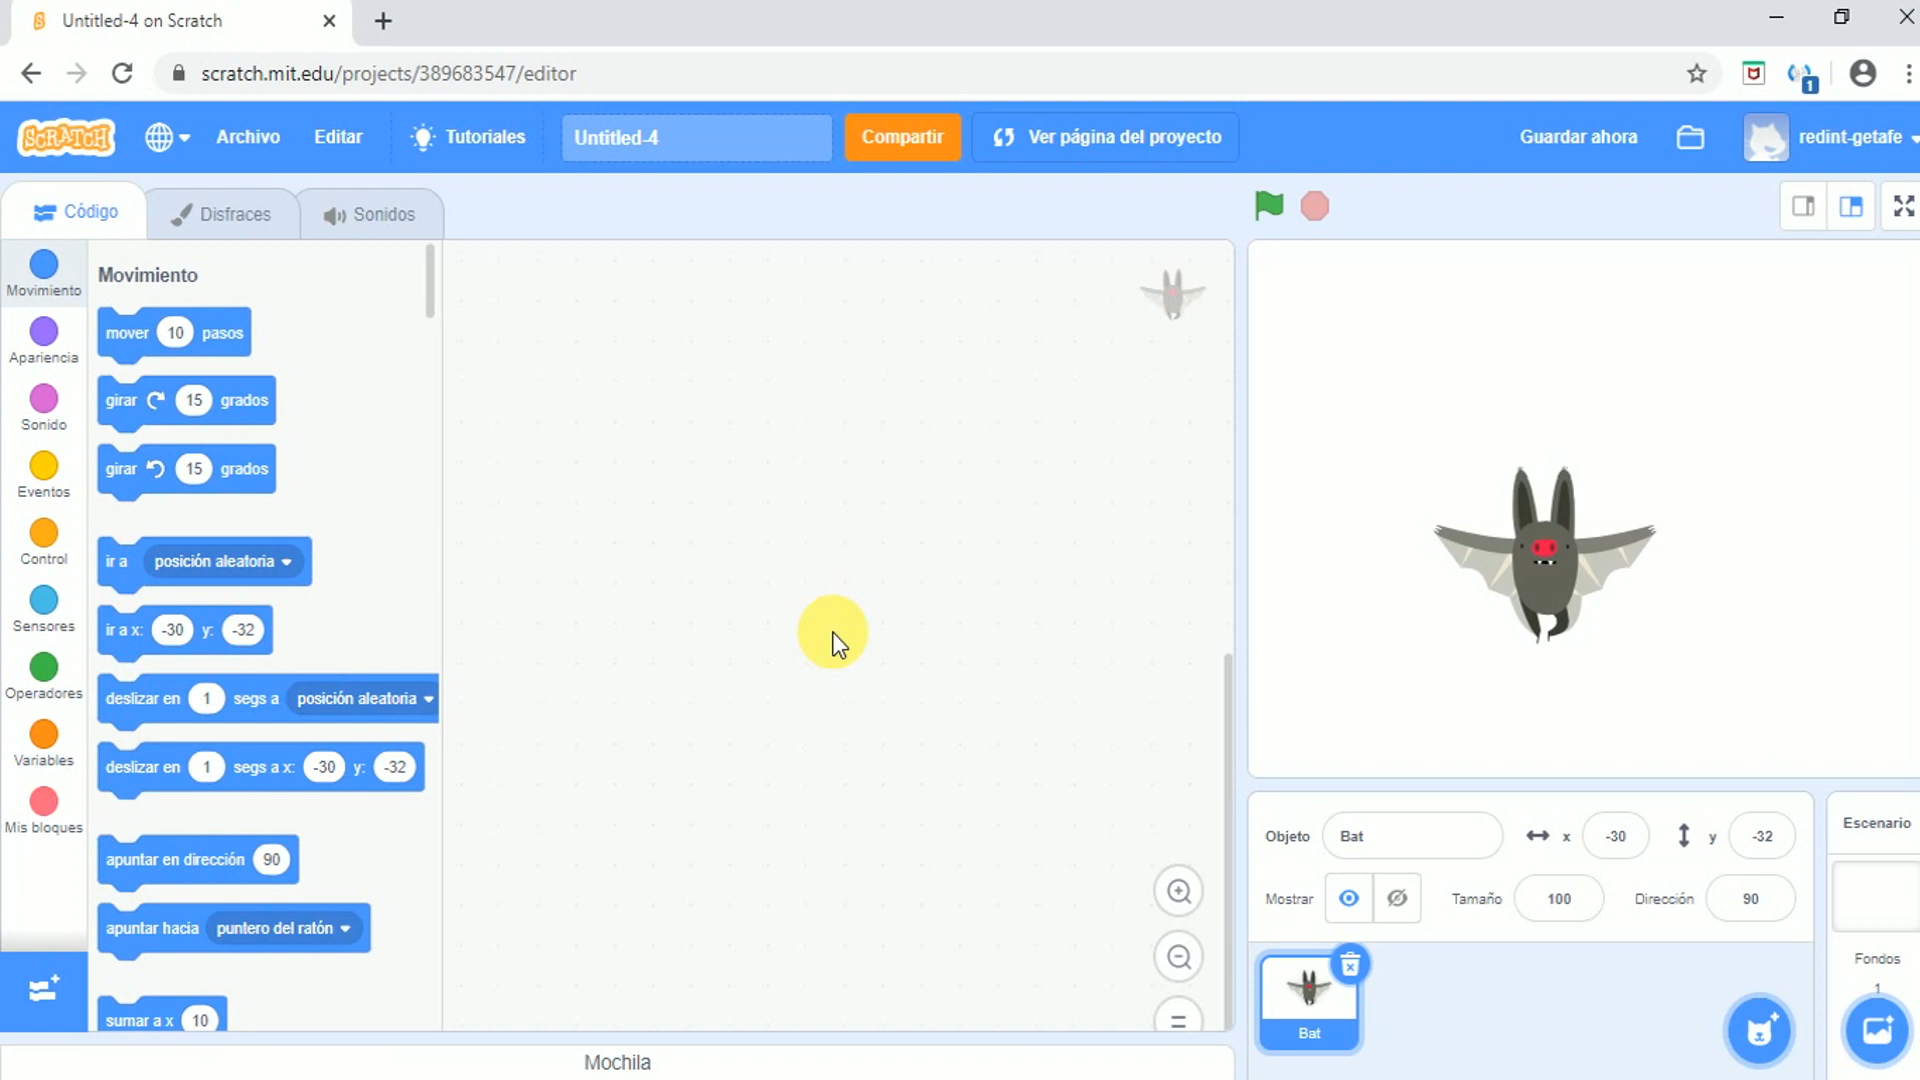 Untitled-4 on Scratch
scratch.mit.edu/projects/389683547/editor
1
SCRATCH
Archivo
Editar
Tutoriales
Untitled-4
Compartir
Ver página del proyecto
Guardar ahora
redint-getafe
Código
Disfraces
Sonidos
Movimiento
Apariencia
Sonido
Eventos
Control
Sensores
Operadores
Variables
Mis bloques
Movimiento
mover 10 pasos
girar 15 grados
girar 15 grados
ir a posición aleatoria
ir a x: -30 y: -32
deslizar en 1 segs a posición aleatoria
deslizar en 1 segs a x: -30 y: -32
apuntar en dirección 90
apuntar hacia puntero del ratón
sumar a x 10
Objeto Bat x -30 y -32
Mostrar Tamaño 100 Dirección 90
Bat
Escenario
Fondos
1
Mochila